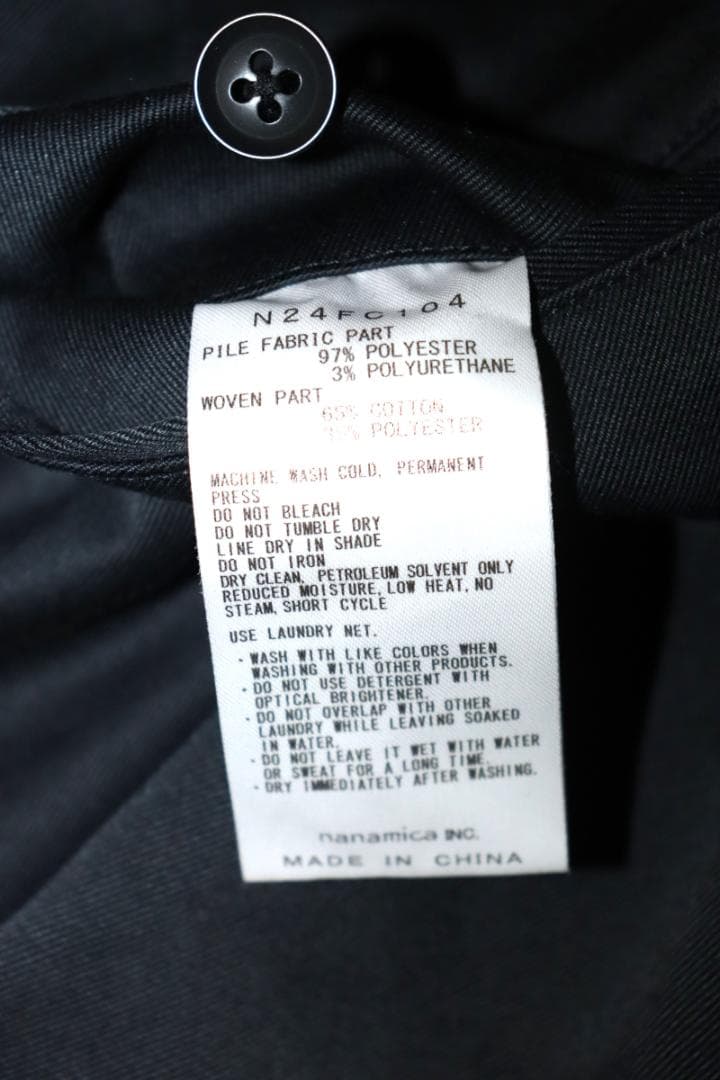 N24FC104
PILE FABRIC PART
97% POLYESTER
3% POLYURETHANE
WOVEN PART
65% COTTON
35% POLYESTER
MACHINE WASH COLD, PERMANENT
PRESS
DO NOT BLEACH
DO NOT TUMBLE DRY
LINE DRY IN SHADE
DO NOT IRON
DRY CLEAN, PETROLEUM SOLVENT ONLY
REDUCED MOISTURE, LOW HEAT, NO
STEAM, SHORT CYCLE
USE LAUNDRY NET.
・WASH WITH LIKE COLORS WHEN
WASHING WITH OTHER PRODUCTS.
・DO NOT USE DETERGENT WITH
OPTICAL BRIGHTENER.
・DO NOT OVERLAP WITH OTHER
LAUNDRY WHILE LEAVING SOAKED
IN WATER.
・DO NOT LEAVE IT WET WITH WATER
OR SWEAT FOR A LONG TIME.
・DRY IMMEDIATELY AFTER WASHING.
nanamica INC.
MADE IN CHINA